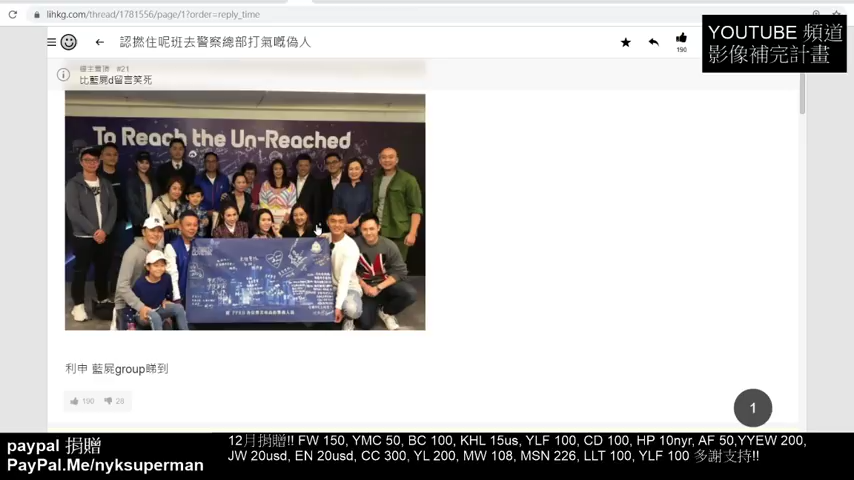 lihkg.com/thread/1781556/page/1?order=reply_time
認撚住呢班去警察總部打氣嘅偽人
190
YOUTUBE 頻道
影像補完計畫
#21
比藍屍d留言笑死
To Reach the Un-Reached
利申 藍屍group睇到
190
28
1
paypal 捐贈
PayPal.Me/nyksuperman
12月捐贈!! FW 150, YMC 50, BC 100, KHL 15us, YLF 100, CD 100, HP 10nyr, AF 50,YYEW 200,
JW 20usd, EN 20usd, CC 300, YL 200, MW 108, MSN 226, LLT 100, YLF 100 多謝支持!!